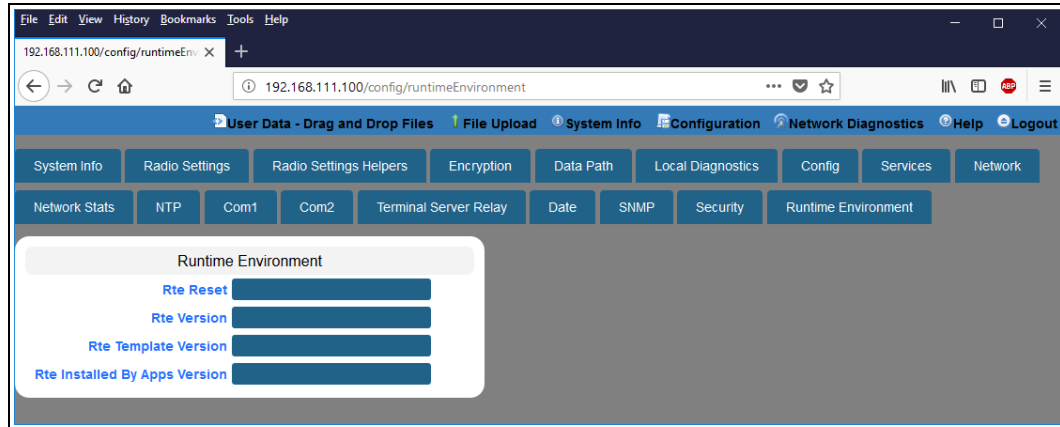 File Edit View History Bookmarks Tools Help
192.168.111.100/config/runtimeEnv
192.168.111.100/config/runtimeEnvironment
ABP
User Data - Drag and Drop Files File Upload System Info Configuration Network Diagnostics Help Logout
System Info Radio Settings Radio Settings Helpers Encryption Data Path Local Diagnostics Config Services Network
Network Stats NTP Com1 Com2 Terminal Server Relay Date SNMP Security Runtime Environment
Runtime Environment
Rte Reset
Rte Version
Rte Template Version
Rte Installed By Apps Version